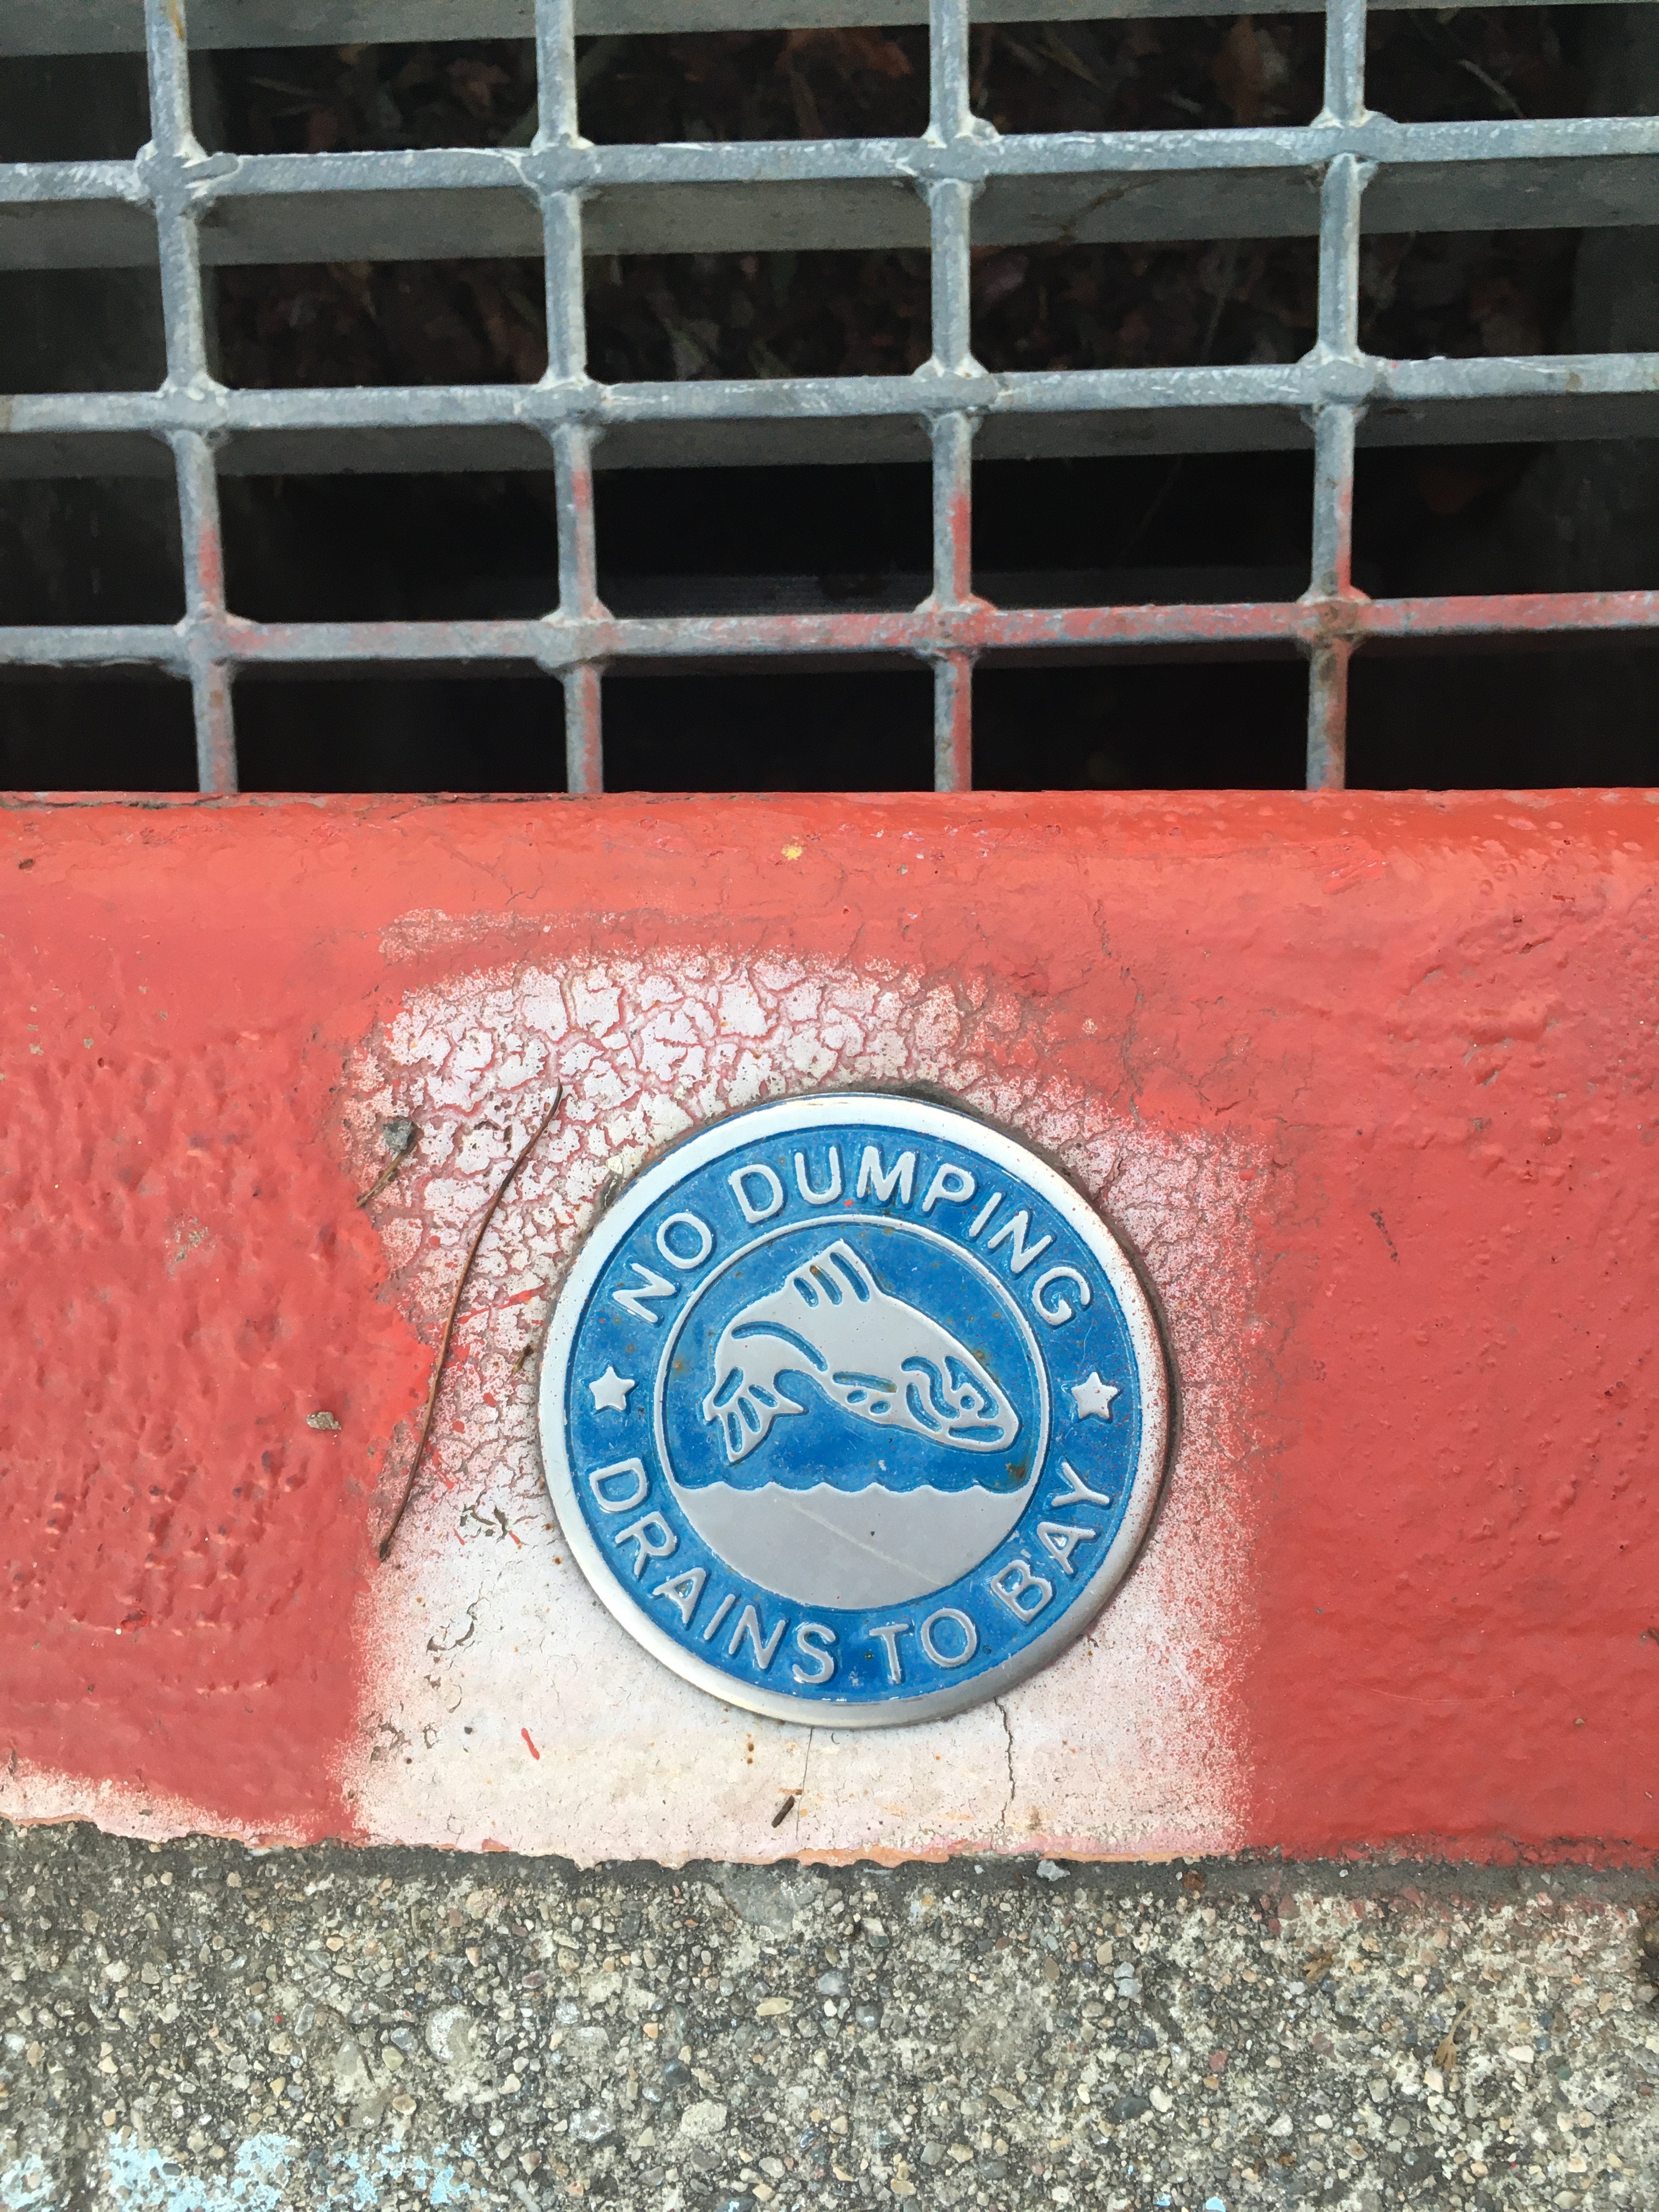 NO DUMPING
DRAINS TO BAY